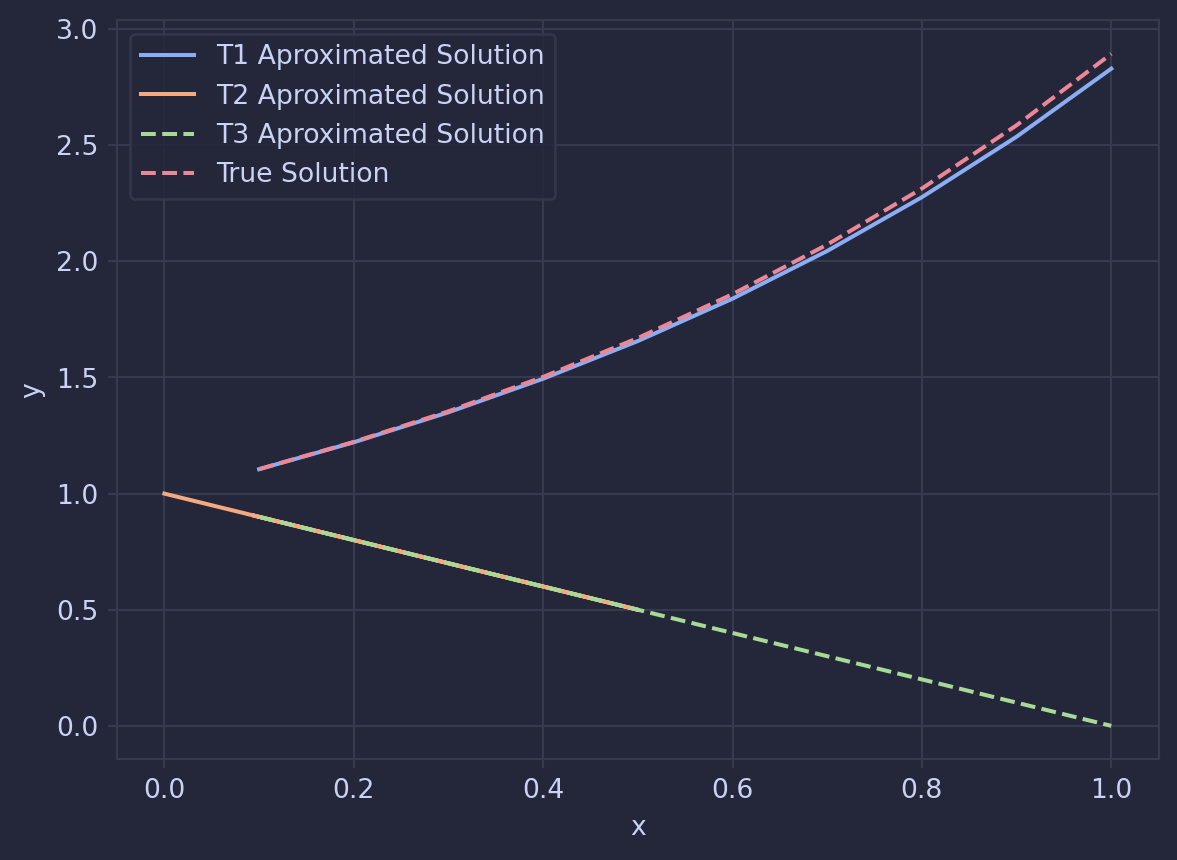 3.0
2.5
2.0
1.5
1.0
0.5
0.0
y
T1 Aproximated Solution
T2 Aproximated Solution
T3 Aproximated Solution
True Solution
0.0 0.2 0.4 0.6 0.8 1.0
x